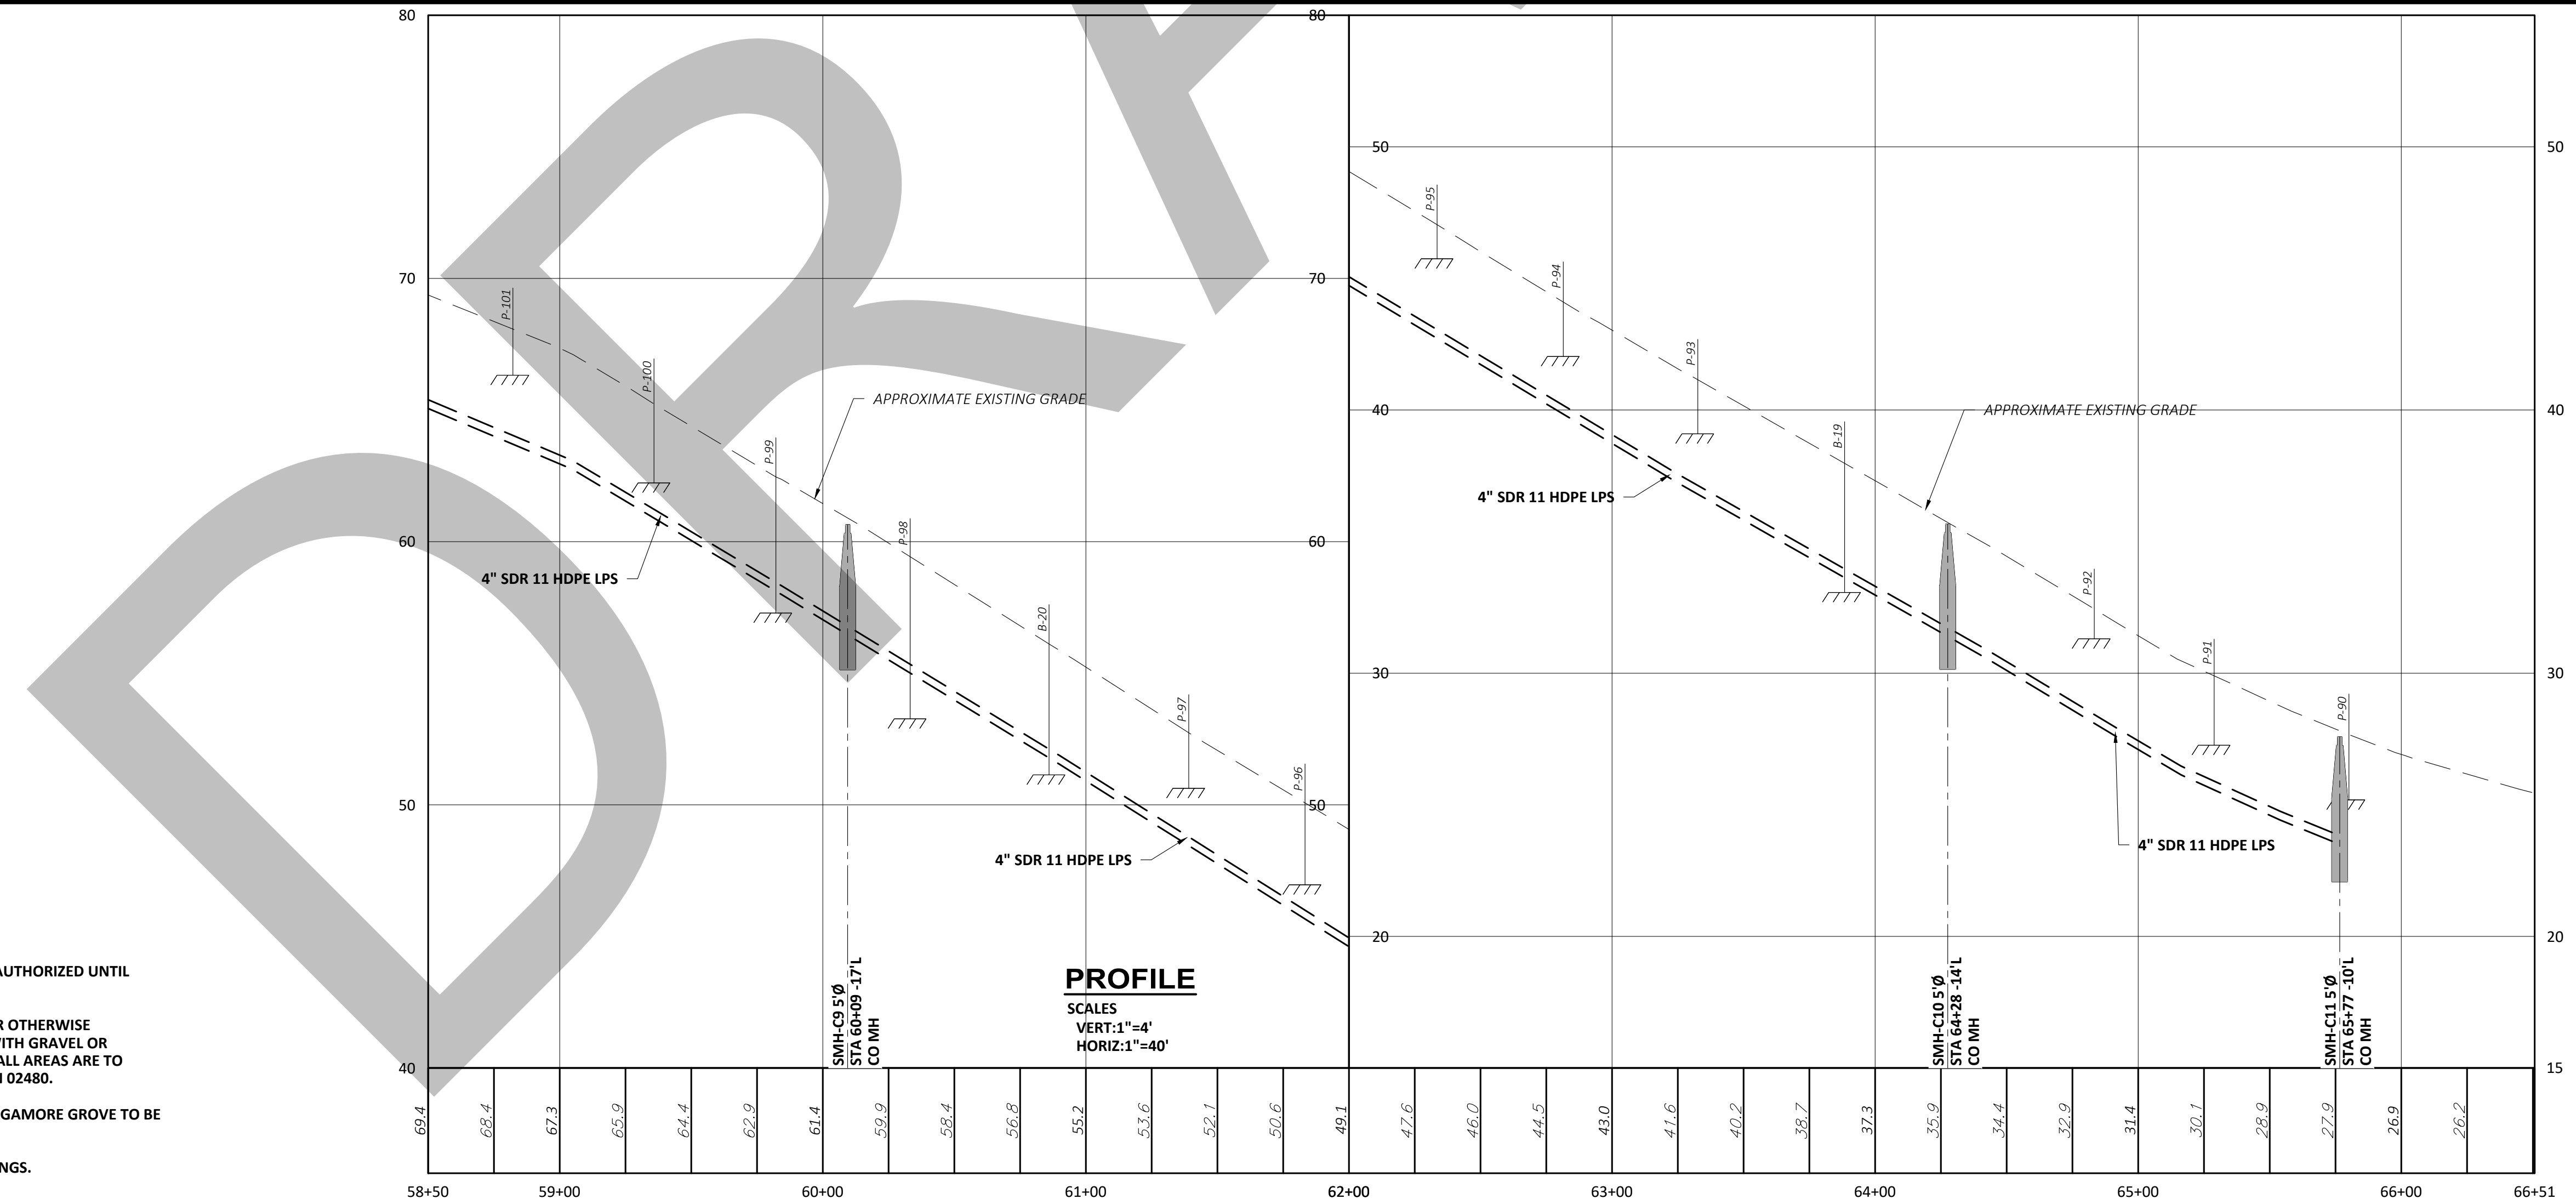 80
80
70
70
60
60
50
50
40
50
50
40
40
30
30
20
20
15
P-101
P-100
P-99
P-98
B-20
P-97
P-96
P-95
P-94
P-93
B-19
P-92
P-91
P-90
APPROXIMATE EXISTING GRADE
APPROXIMATE EXISTING GRADE
4" SDR 11 HDPE LPS
4" SDR 11 HDPE LPS
4" SDR 11 HDPE LPS
4" SDR 11 HDPE LPS
AUTHORIZED UNTIL
R OTHERWISE
WITH GRAVEL OR
ALL AREAS ARE TO
02480.
GAMORE GROVE TO BE
NGS.
SMH-C9 5'Ø
STA 60+09 -17'L
CO MH
PROFILE
SCALES
VERT:1"=4'
HORIZ:1"=40'
SMH-C10 5'Ø
STA 64+28 -14'L
CO MH
SMH-C11 5'Ø
STA 65+77 -10'L
CO MH
69.4 68.4 67.3 65.9 64.4 62.9 61.4 59.9 58.4 56.8 55.2 53.6 52.1 50.6 49.1 47.6 46.0 44.5 43.0 41.6 40.2 38.7 37.3 35.9 34.4 32.9 31.4 30.1 28.9 27.9 26.9 26.2
58+50 59+00 60+00 61+00 62+00 63+00 64+00 65+00 66+00 66+51